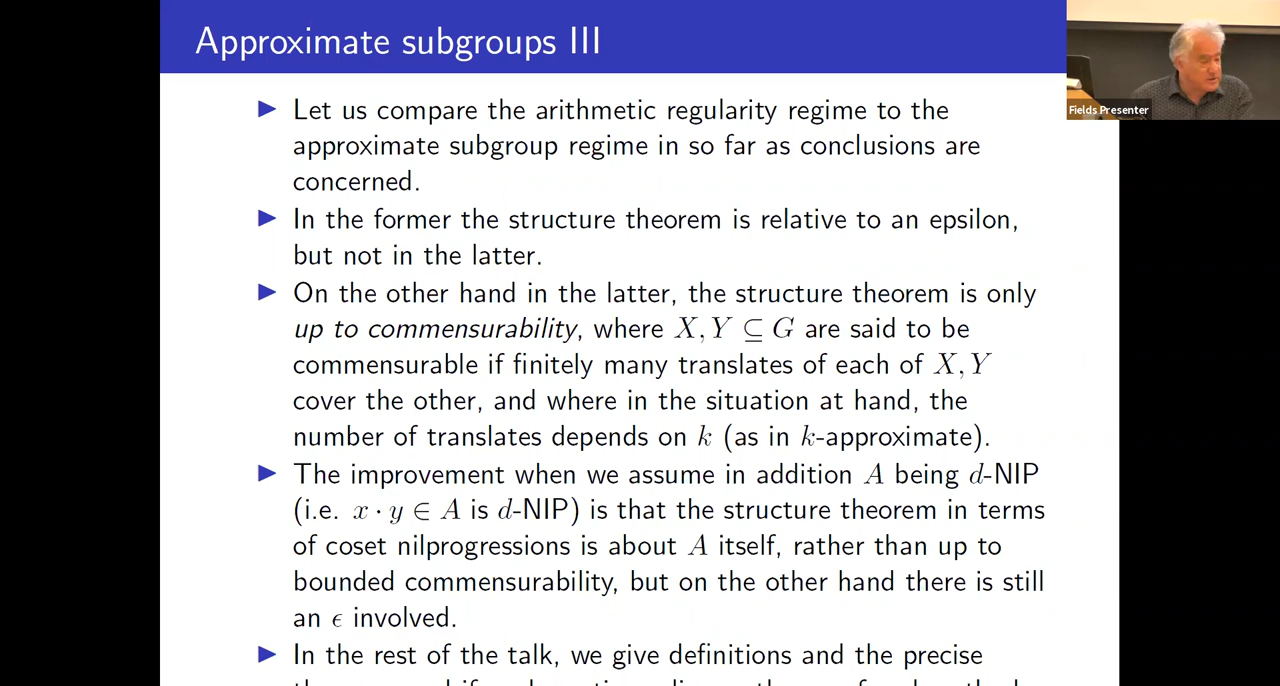 Approximate subgroups III
Fields Presenter
▶ Let us compare the arithmetic regularity regime to the
approximate subgroup regime in so far as conclusions are
concerned.
▶ In the former the structure theorem is relative to an epsilon,
but not in the latter.
▶ On the other hand in the latter, the structure theorem is only
up to commensurability, where X, Y ⊆ G are said to be
commensurable if finitely many translates of each of X, Y
cover the other, and where in the situation at hand, the
number of translates depends on k (as in k-approximate).
▶ The improvement when we assume in addition A being d-NIP
(i.e. x · y ∈ A is d-NIP) is that the structure theorem in terms
of coset nilprogressions is about A itself, rather than up to
bounded commensurability, but on the other hand there is still
an ϵ involved.
▶ In the rest of the talk, we give definitions and the precise